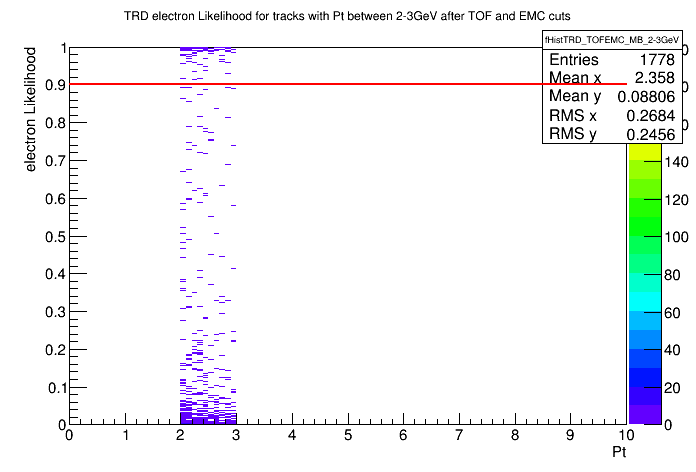 TRD electron Likelihood for tracks with Pt between 2-3GeV after TOF and EMC cuts
fHistTRD_TOFEMC_MB_2-3GeV
Entries 1778
Mean x 2.358
Mean y 0.08806
RMS x 0.2684
RMS y 0.2456
electron Likelihood
1
0.9
0.8
0.7
0.6
0.5
0.4
0.3
0.2
0.1
0
0 1 2 3 4 5 6 7 8 9 10
Pt
140
120
100
80
60
40
20
0